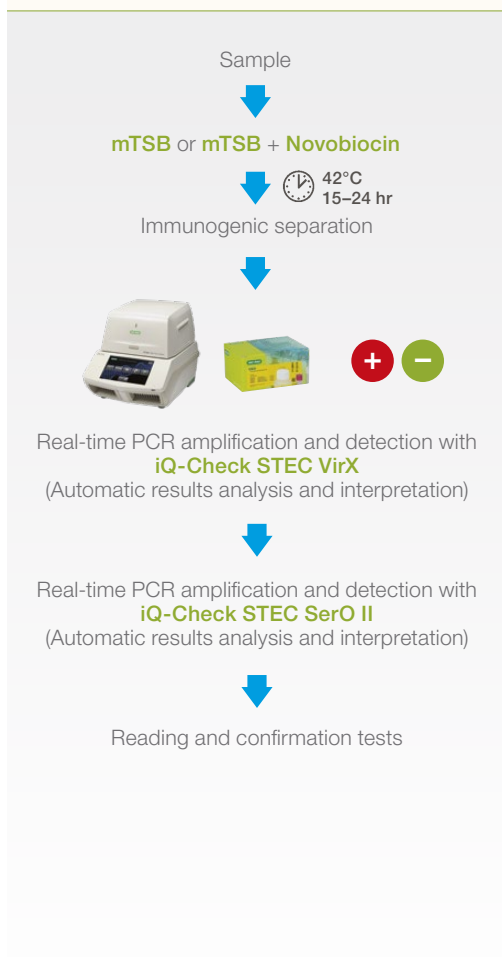 Sample
mTSB or mTSB + Novobiocin
42°C
15–24 hr
Immunogenic separation
+ −
Real-time PCR amplification and detection with
iQ-Check STEC VirX
(Automatic results analysis and interpretation)
Real-time PCR amplification and detection with
iQ-Check STEC SerO II
(Automatic results analysis and interpretation)
Reading and confirmation tests